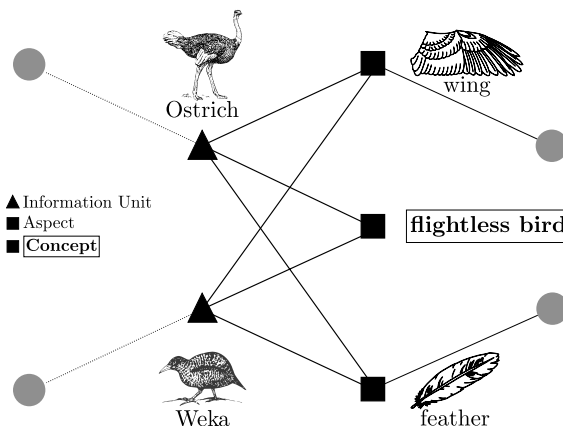 Ostrich
wing
Information Unit
Aspect
Concept
flightless bird
Weka
feather